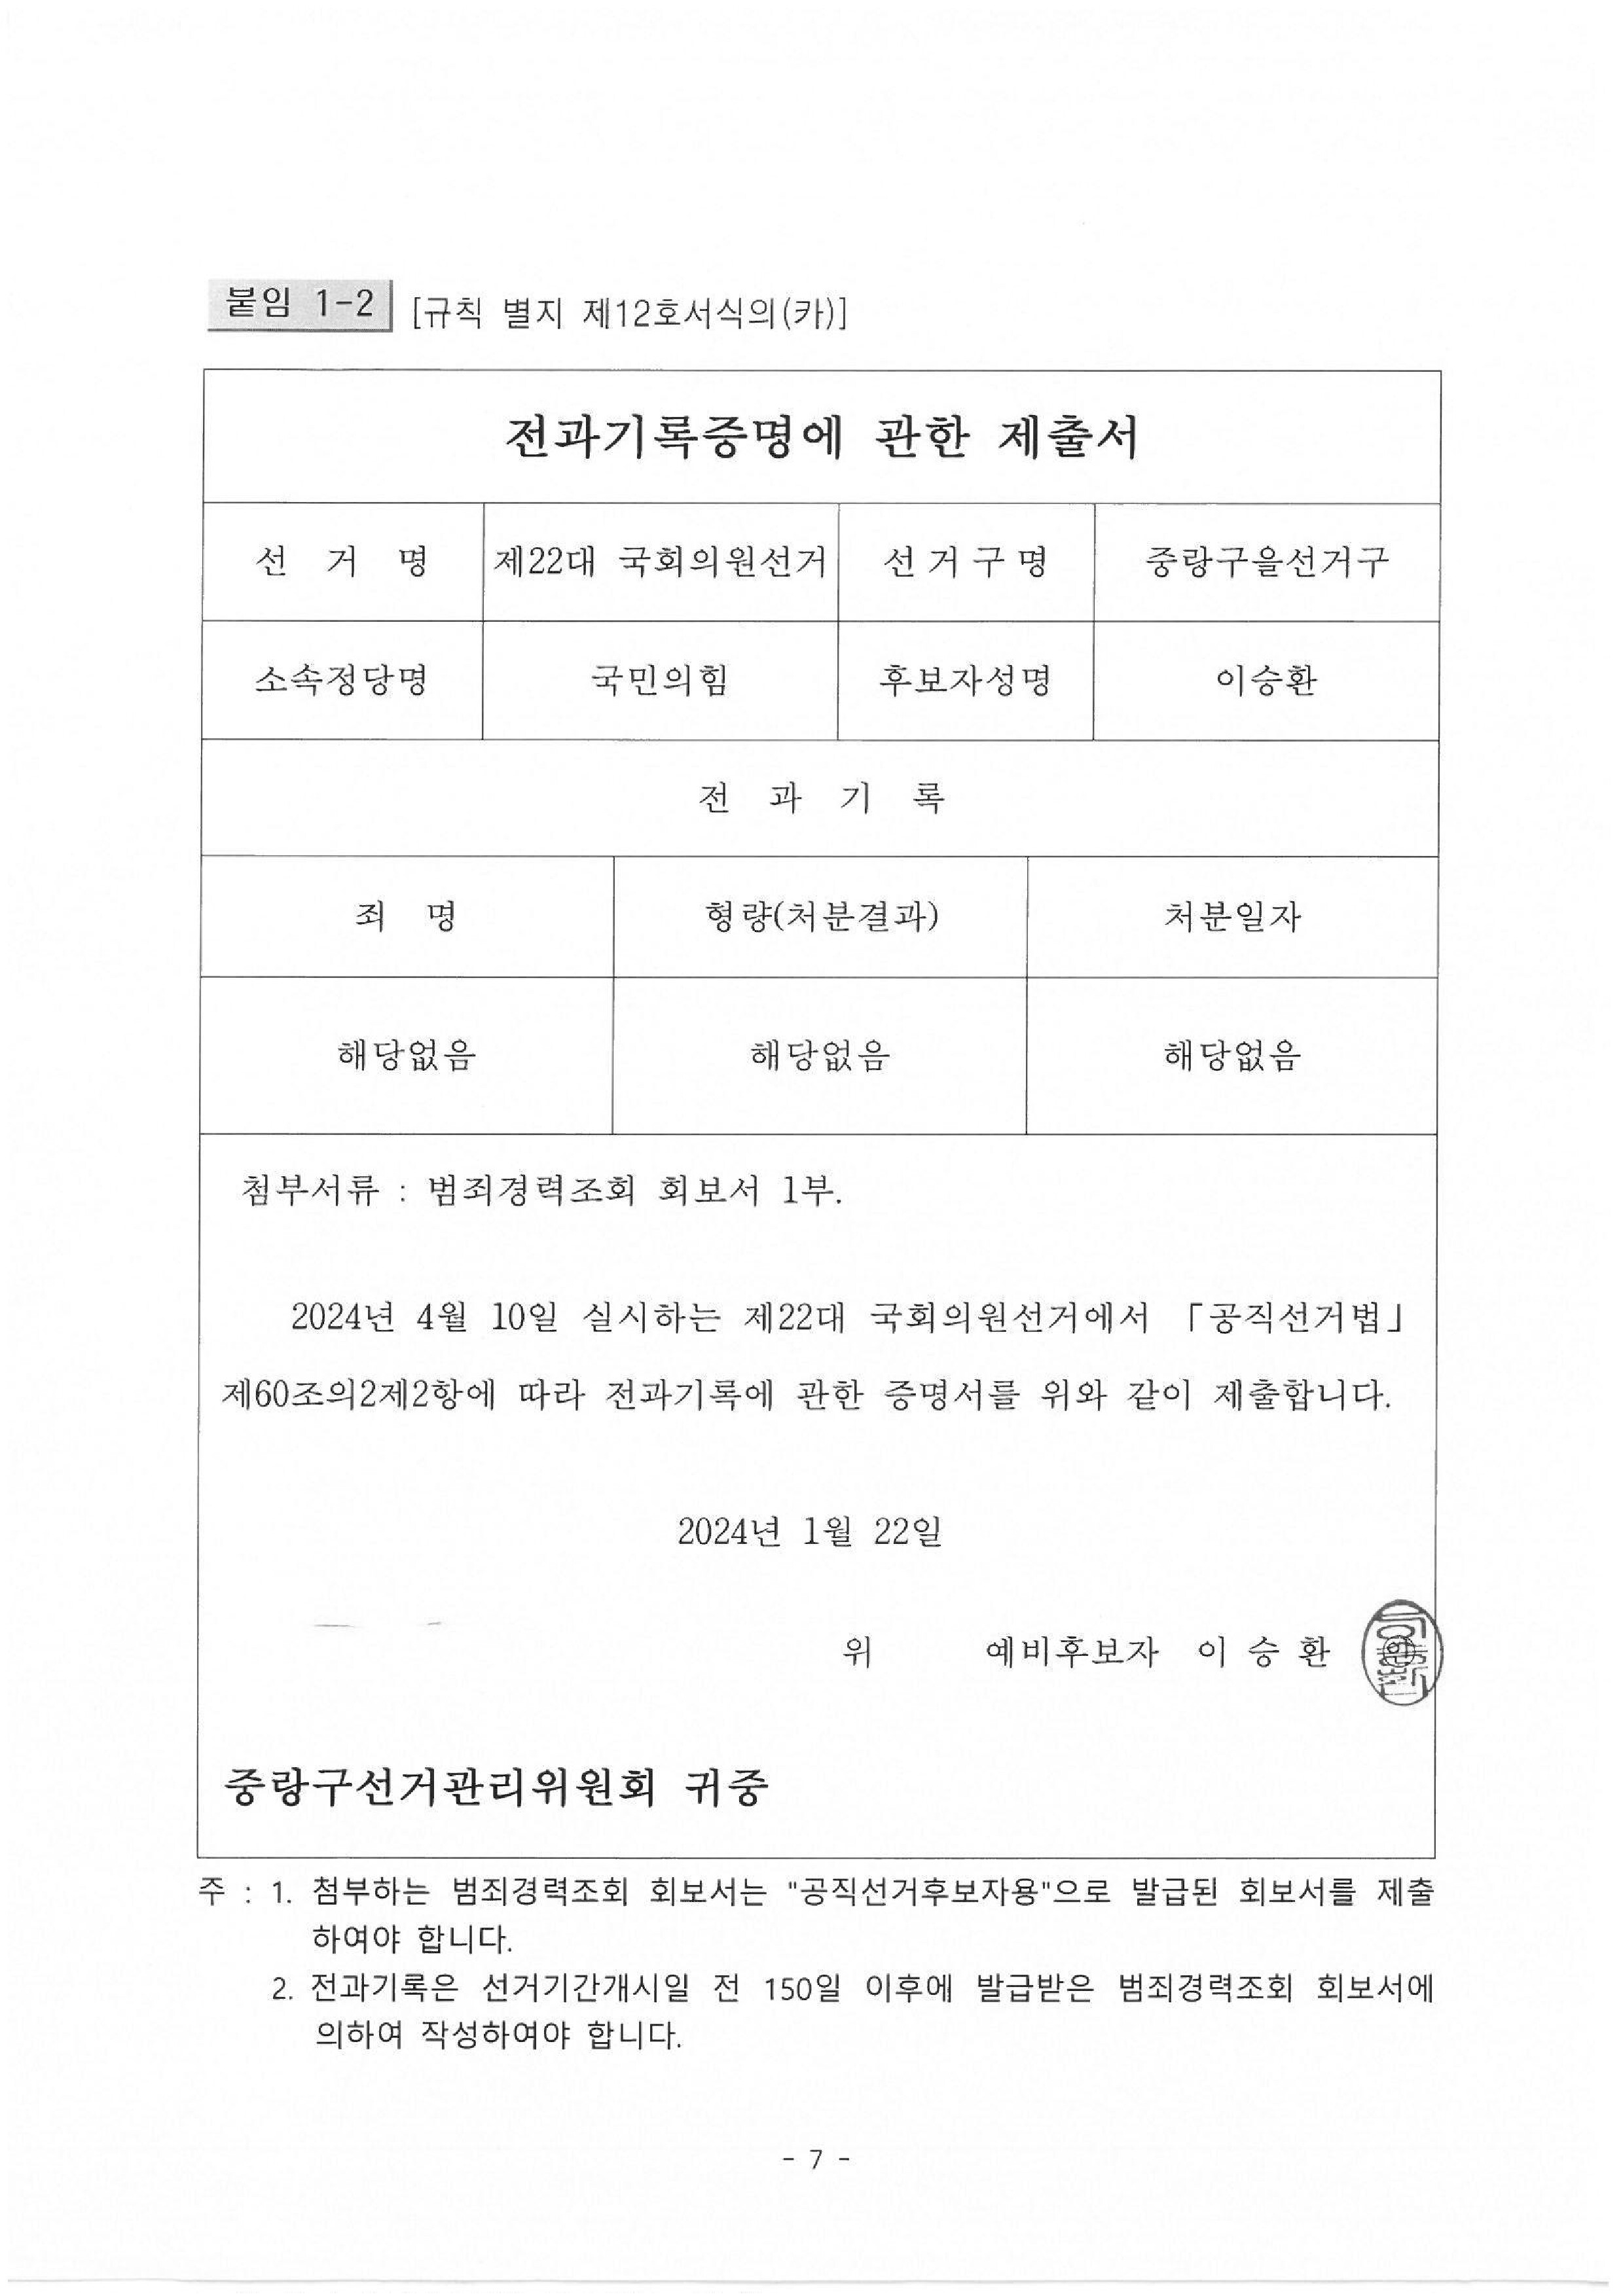 붙임 1-2 [규칙 별지 제12호서식의(카)]
전과기록증명에 관한 제출서
선 거 명 제22대 국회의원선거 선거구명 중랑구을선거구
소속정당명 국민의힘 후보자성명 이승환
전 과 기 록
죄 명 형량(처분결과) 처분일자
해당없음 해당없음 해당없음
첨부서류 : 범죄경력조회 회보서 1부.
2024년 4월 10일 실시하는 제22대 국회의원선거에서 「공직선거법」
제60조의2제2항에 따라 전과기록에 관한 증명서를 위와 같이 제출합니다.
2024년 1월 22일
위 예비후보자 이 승 환
중랑구선거관리위원회 귀중
주 : 1. 첨부하는 범죄경력조회 회보서는 "공직선거후보자용"으로 발급된 회보서를 제출
하여야 합니다.
2. 전과기록은 선거기간개시일 전 150일 이후에 발급받은 범죄경력조회 회보서에
의하여 작성하여야 합니다.
- 7 -